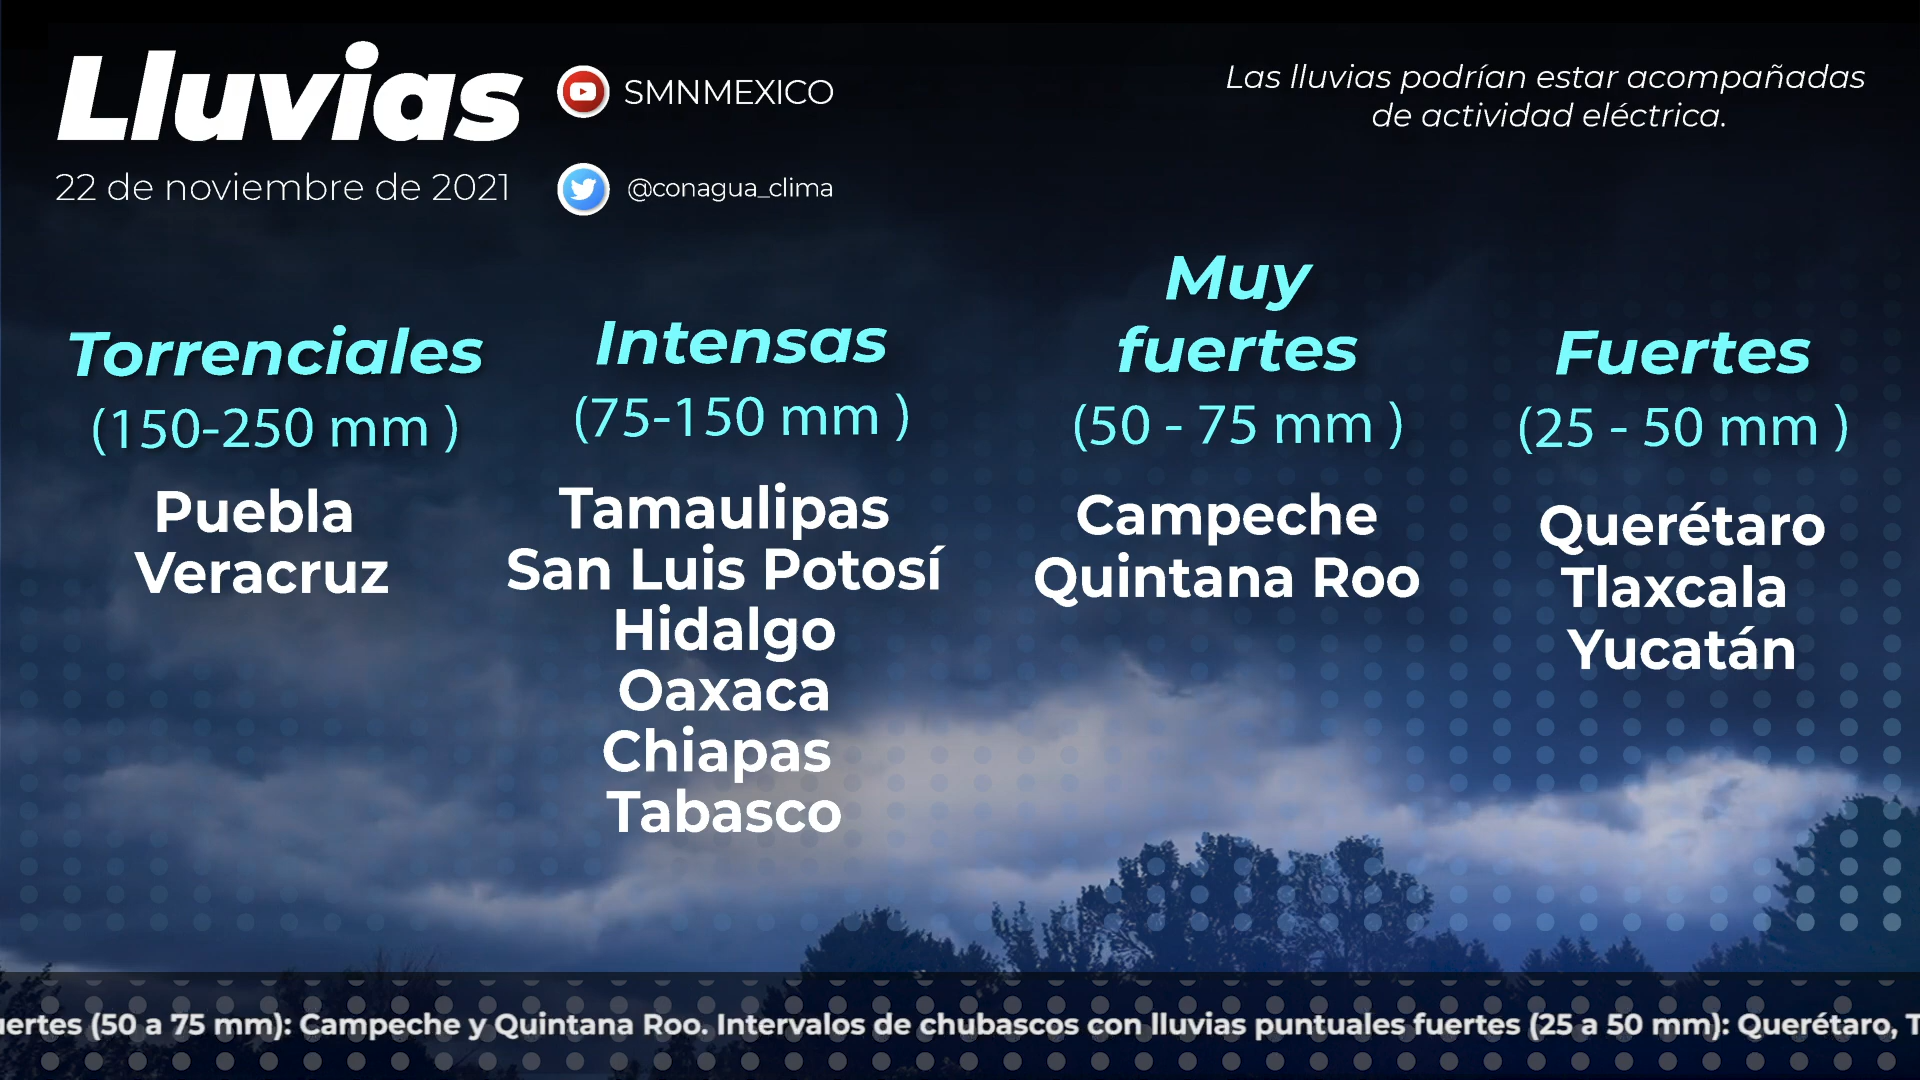 Lluvias
22 de noviembre de 2021
SMNMEXICO
@conagua_clima
Las lluvias podrían estar acompañadas
de actividad eléctrica.
Torrenciales
(150-250 mm )
Puebla
Veracruz
Intensas
(75-150 mm )
Tamaulipas
San Luis Potosí
Hidalgo
Oaxaca
Chiapas
Tabasco
Muy
fuertes
(50 - 75 mm )
Campeche
Quintana Roo
Fuertes
(25 - 50 mm )
Querétaro
Tlaxcala
Yucatán
uertes (50 a 75 mm): Campeche y Quintana Roo. Intervalos de chubascos con lluvias puntuales fuertes (25 a 50 mm): Querétaro, T